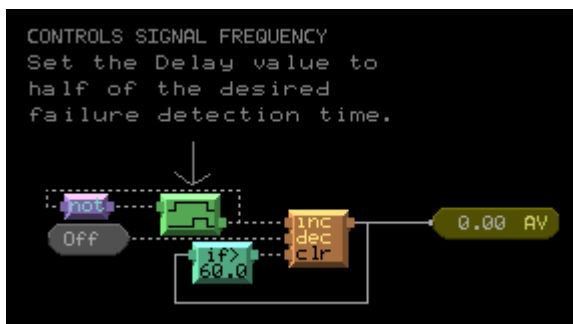 CONTROLS SIGNAL FREQUENCY
Set the Delay value to
half of the desired
failure detection time.
not
Off
inc
dec
clr
if>
60.0
0.00 AV